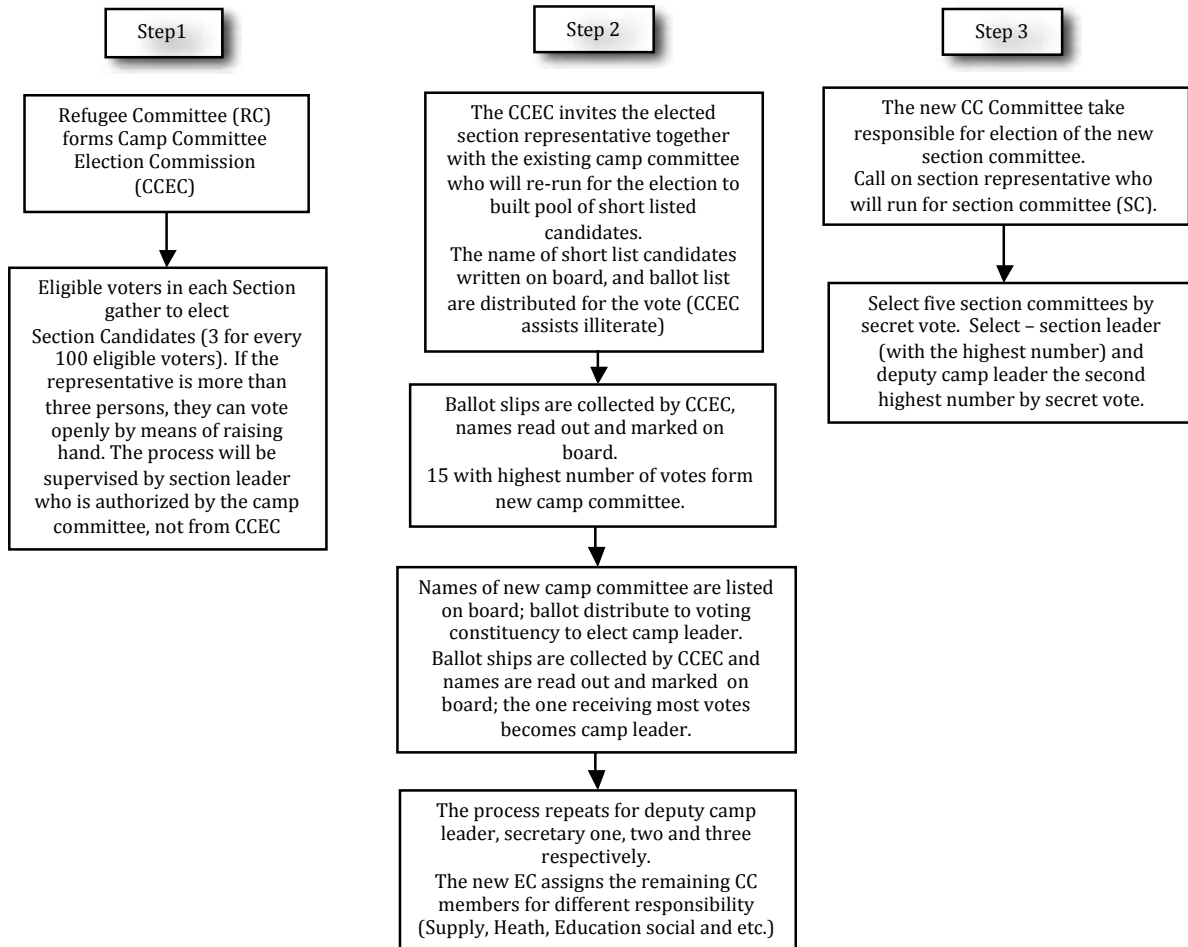 Step1
Refugee Committee (RC)
forms Camp Committee
Election Commission
(CCEC)
Eligible voters in each Section
gather to elect
Section Candidates (3 for every
100 eligible voters). If the
representative is more than
three persons, they can vote
openly by means of raising
hand. The process will be
supervised by section leader
who is authorized by the camp
committee, not from CCEC
Step 2
The CCEC invites the elected
section representative together
with the existing camp committee
who will re-run for the election to
built pool of short listed
candidates.
The name of short list candidates
written on board, and ballot list
are distributed for the vote (CCEC
assists illiterate)
Ballot slips are collected by CCEC,
names read out and marked on
board.
15 with highest number of votes form
new camp committee.
Names of new camp committee are listed
on board; ballot distribute to voting
constituency to elect camp leader.
Ballot ships are collected by CCEC and
names are read out and marked on
board; the one receiving most votes
becomes camp leader.
The process repeats for deputy camp
leader, secretary one, two and three
respectively.
The new EC assigns the remaining CC
members for different responsibility
(Supply, Heath, Education social and etc.)
Step 3
The new CC Committee take
responsible for election of the new
section committee.
Call on section representative who
will run for section committee (SC).
Select five section committees by
secret vote. Select – section leader
(with the highest number) and
deputy camp leader the second
highest number by secret vote.